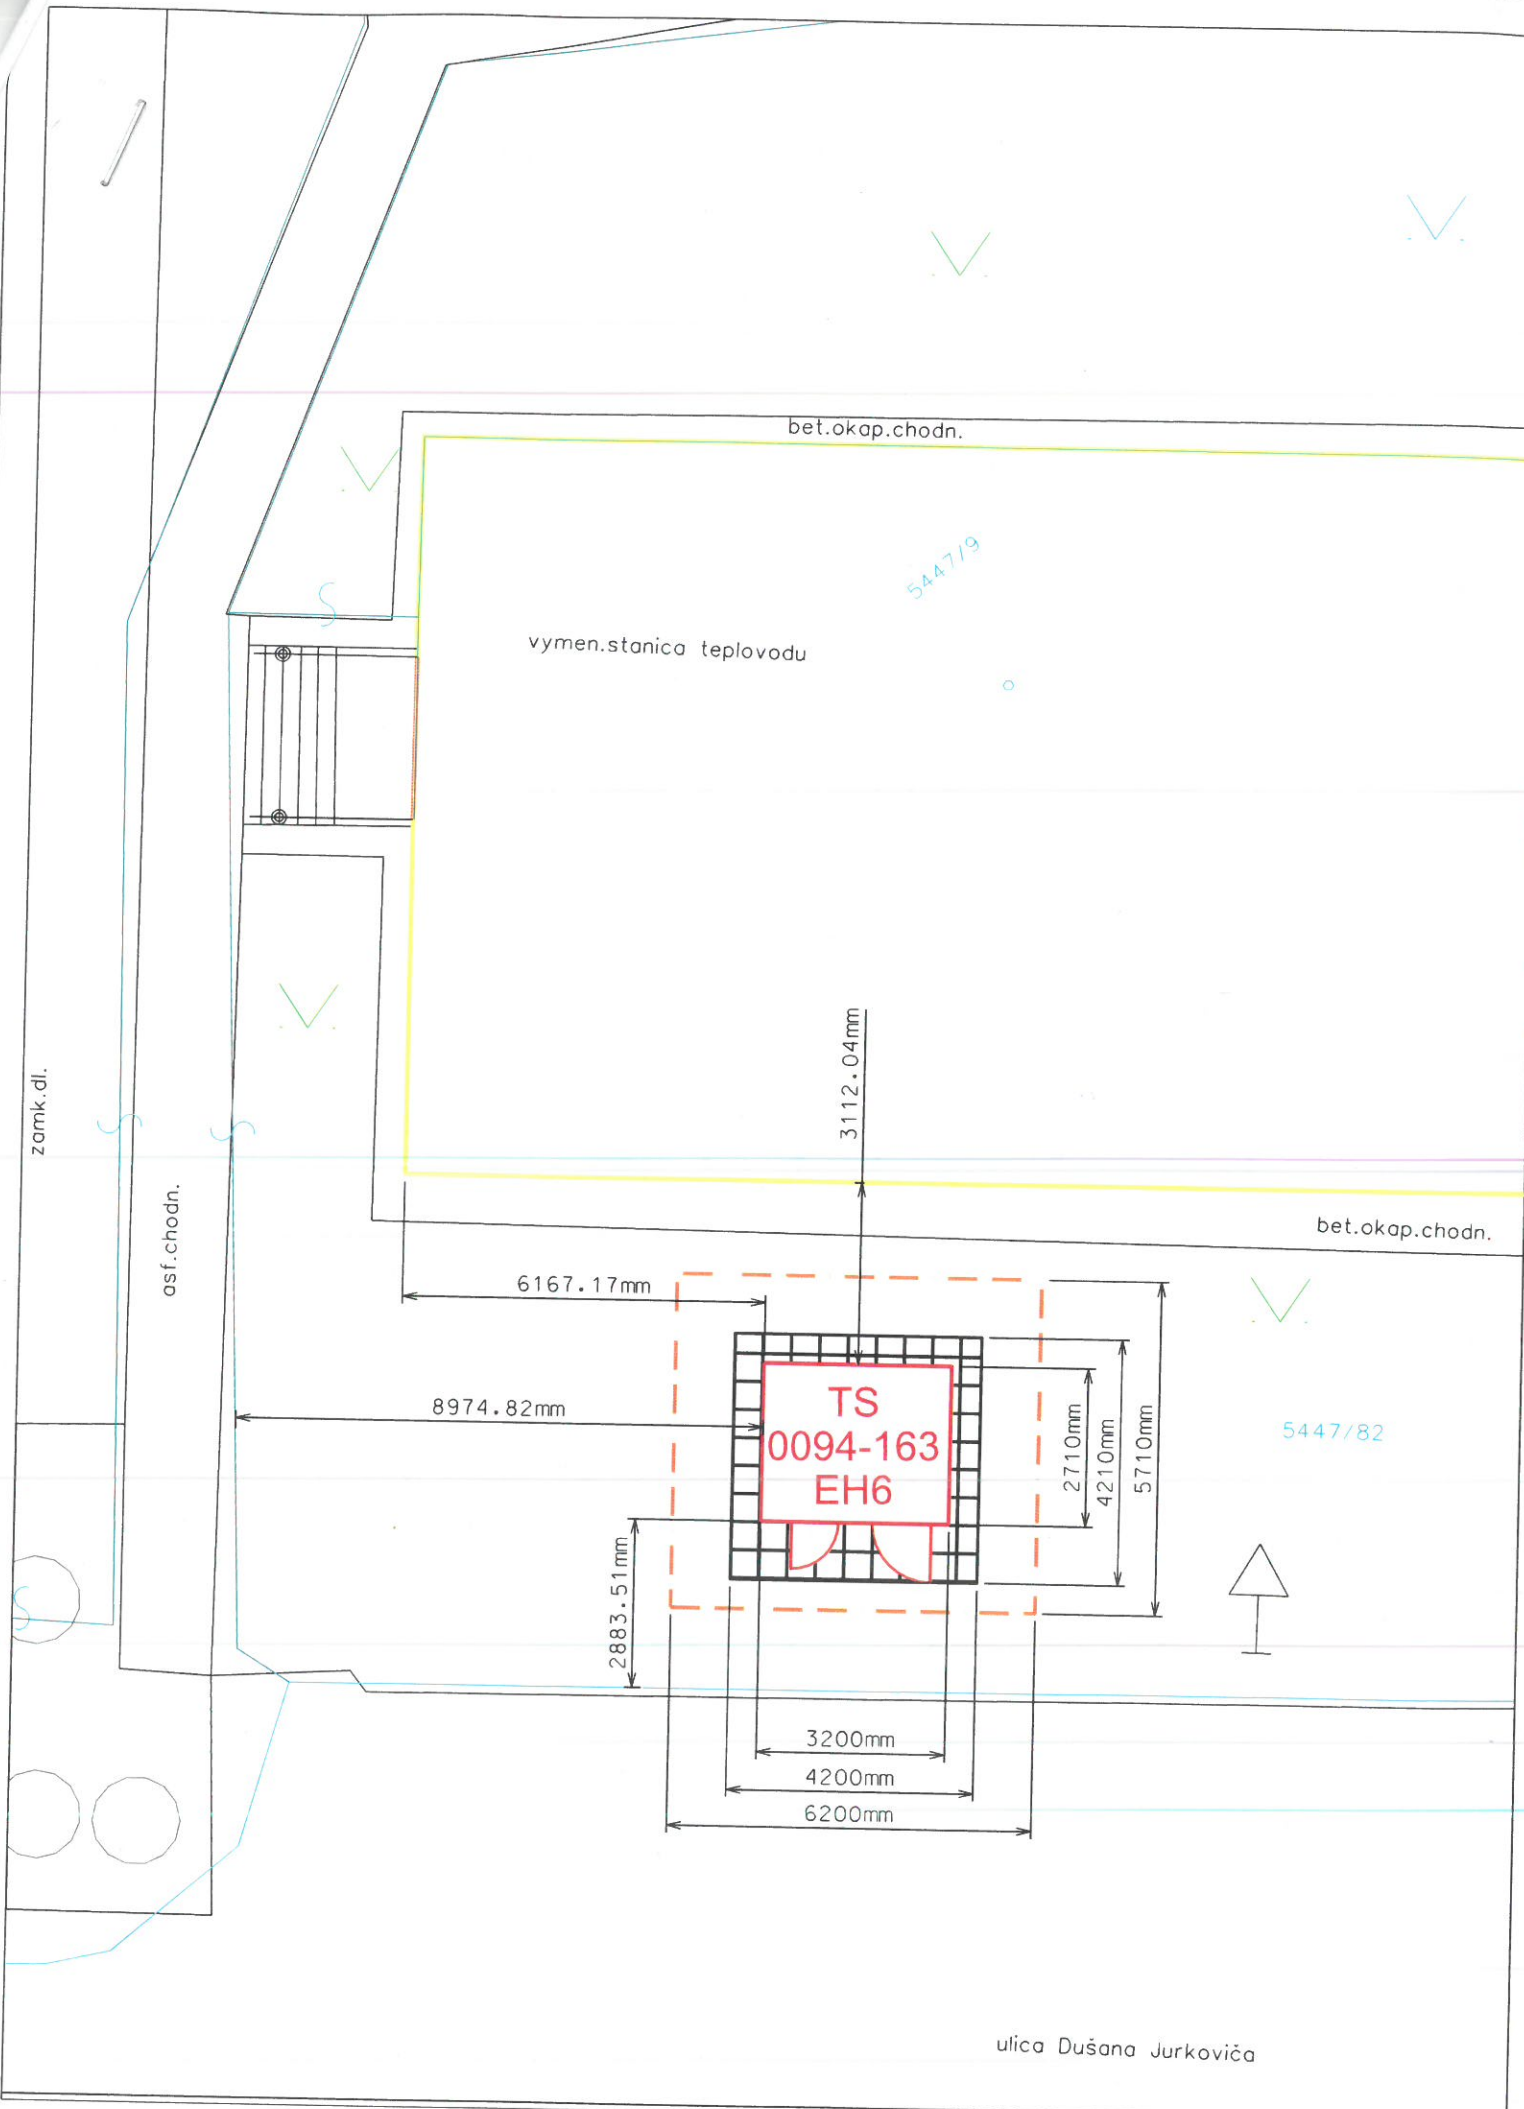 bet.okap.chodn.
5447/9
vymen.stanica teplovodu
3112.04mm
zamk.dl.
asf.chodn.
bet.okap.chodn.
6167.17mm
8974.82mm
TS
0094-163
EH6
2710mm
4210mm
5710mm
5447/82
2883.51mm
3200mm
4200mm
6200mm
ulica Dušana Jurkoviča